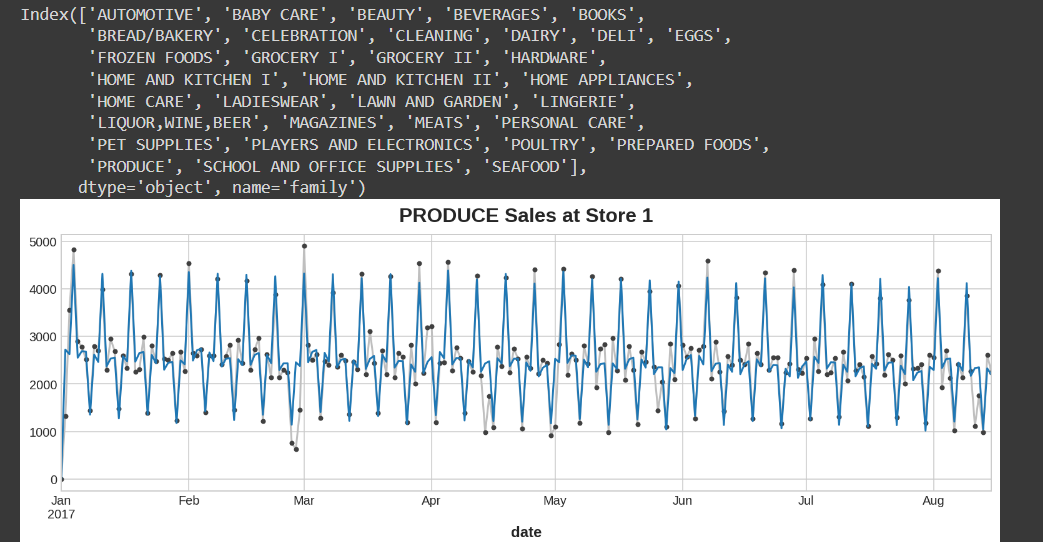 Index(['AUTOMOTIVE', 'BABY CARE', 'BEAUTY', 'BEVERAGES', 'BOOKS',
'BREAD/BAKERY', 'CELEBRATION', 'CLEANING', 'DAIRY', 'DELI', 'EGGS',
'FROZEN FOODS', 'GROCERY I', 'GROCERY II', 'HARDWARE',
'HOME AND KITCHEN I', 'HOME AND KITCHEN II', 'HOME APPLIANCES',
'HOME CARE', 'LADIESWEAR', 'LAWN AND GARDEN', 'LINGERIE',
'LIQUOR,WINE,BEER', 'MAGAZINES', 'MEATS', 'PERSONAL CARE',
'PET SUPPLIES', 'PLAYERS AND ELECTRONICS', 'POULTRY', 'PREPARED FOODS',
'PRODUCE', 'SCHOOL AND OFFICE SUPPLIES', 'SEAFOOD'],
dtype='object', name='family')
PRODUCE Sales at Store 1
5000
4000
3000
2000
1000
0
Jan Feb Mar Apr May Jun Jul Aug
2017
date